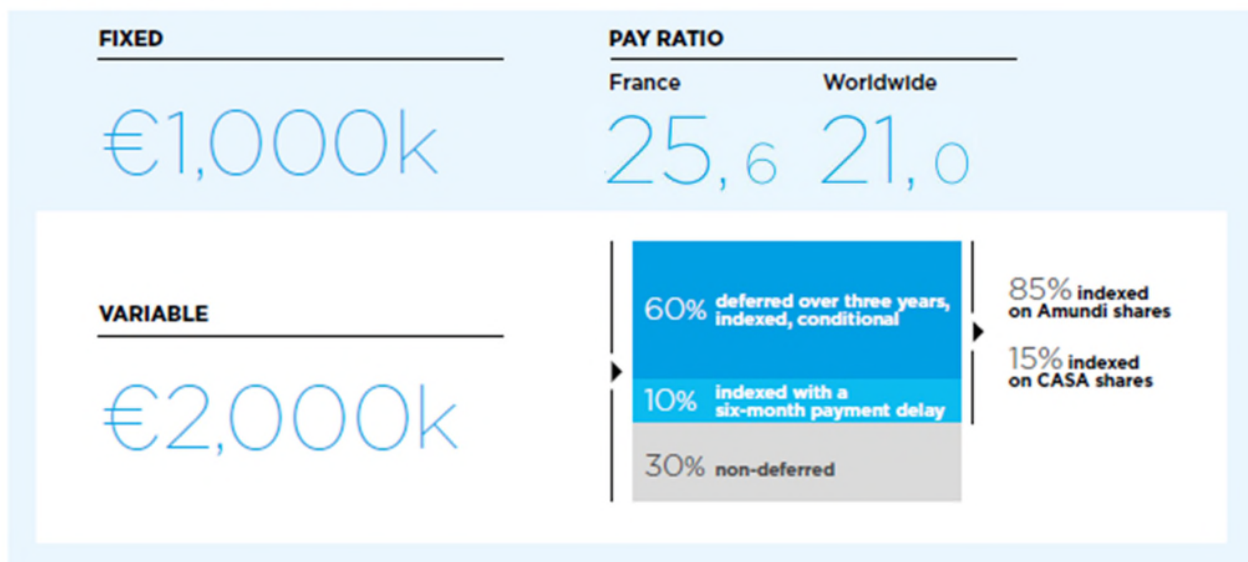 FIXED
€1,000k
PAY RATIO
France
25,6
Worldwide
21,0
VARIABLE
€2,000k
60% deferred over three years,
indexed, conditional
10% indexed with a
six-month payment delay
30% non-deferred
85% indexed
on Amundi shares
15% indexed
on CASA shares